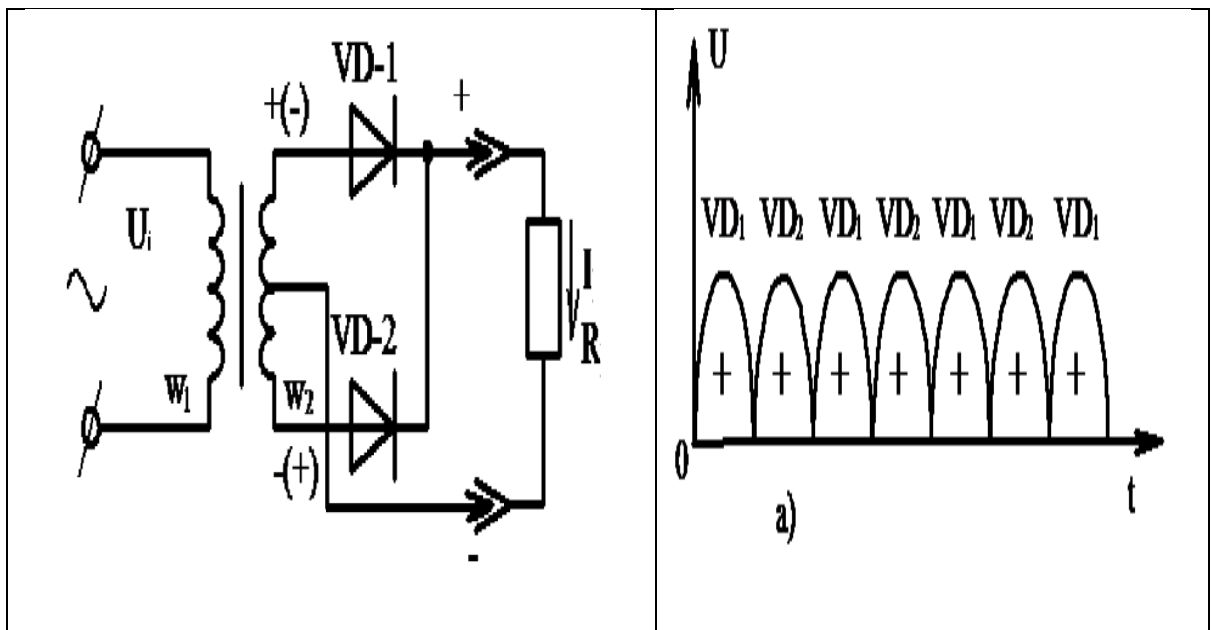 VD-1
+(-)
+
U
Ui
~
I
R
VD-2
W1
W2
-(+)
-
VD1 VD2 VD1 VD2 VD1 VD2 VD1
+ + + + + + +
0
t
a)